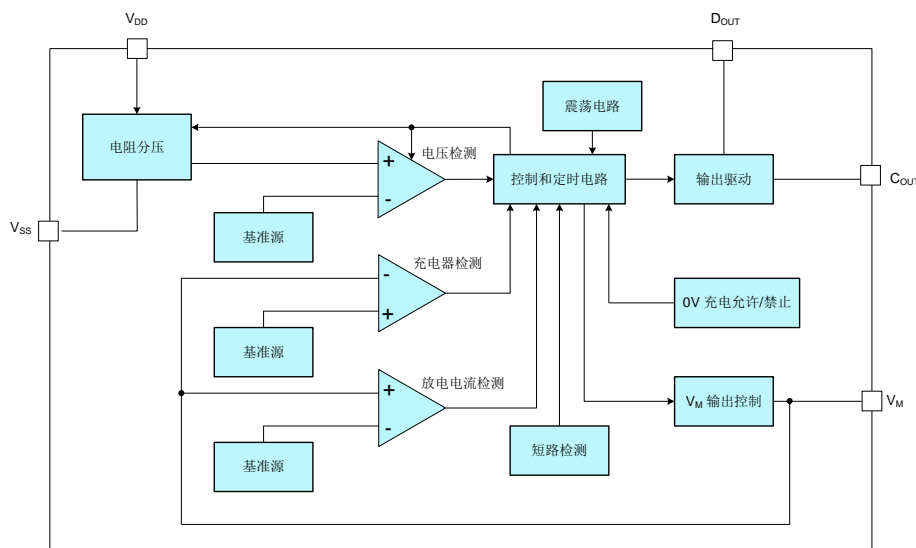 VDD
DOUT
震荡电路
电阻分压
电压检测
+
-
控制和定时电路
输出驱动
COUT
VSS
基准源
充电器检测
-
+
0V 充电允许/禁止
基准源
放电电流检测
+
-
VM 输出控制
VM
基准源
短路检测